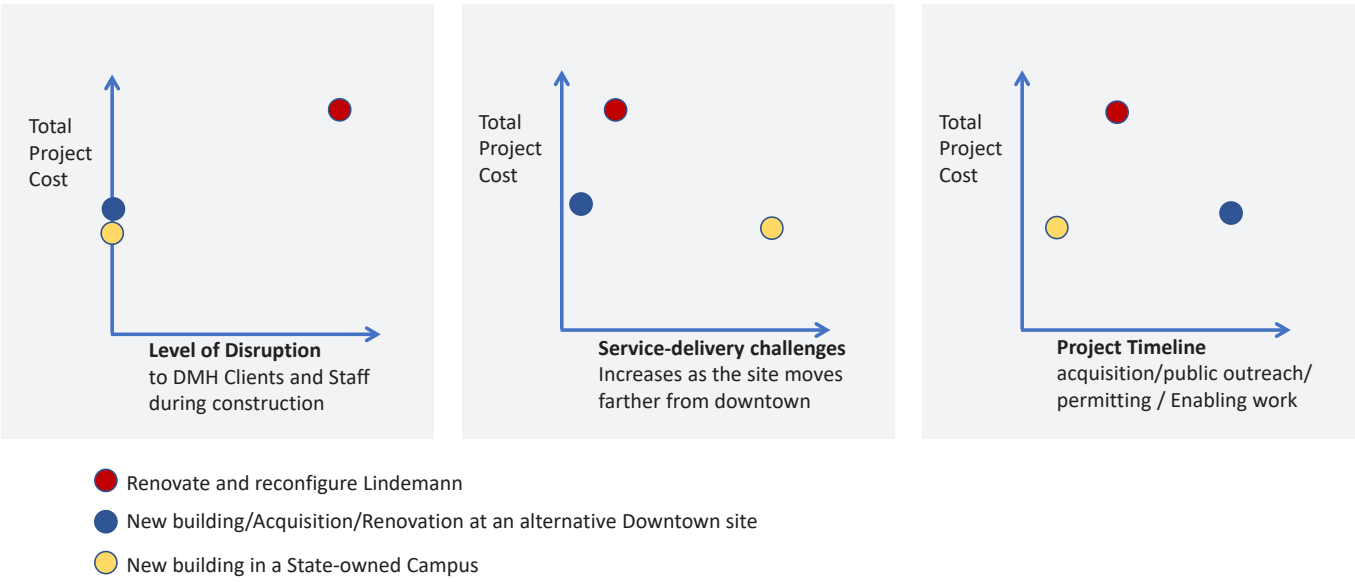 Total
Project
Cost
Level of Disruption
to DMH Clients and Staff
during construction
Total
Project
Cost
Service-delivery challenges
Increases as the site moves
farther from downtown
Total
Project
Cost
Project Timeline
acquisition/public outreach/
permitting / Enabling work
Renovate and reconfigure Lindemann
New building/Acquisition/Renovation at an alternative Downtown site
New building in a State-owned Campus